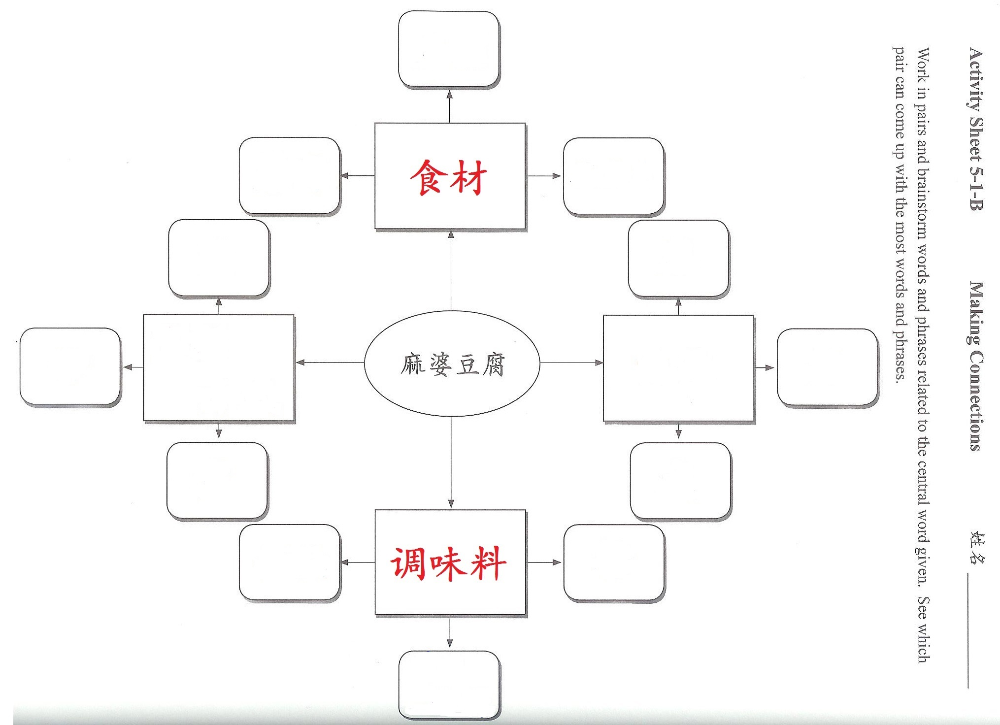 Activity Sheet 5-1-B Making Connections 姓名
Work in pairs and brainstorm words and phrases related to the central word given. See which
pair can come up with the most words and phrases.
食材
麻婆豆腐
调味料